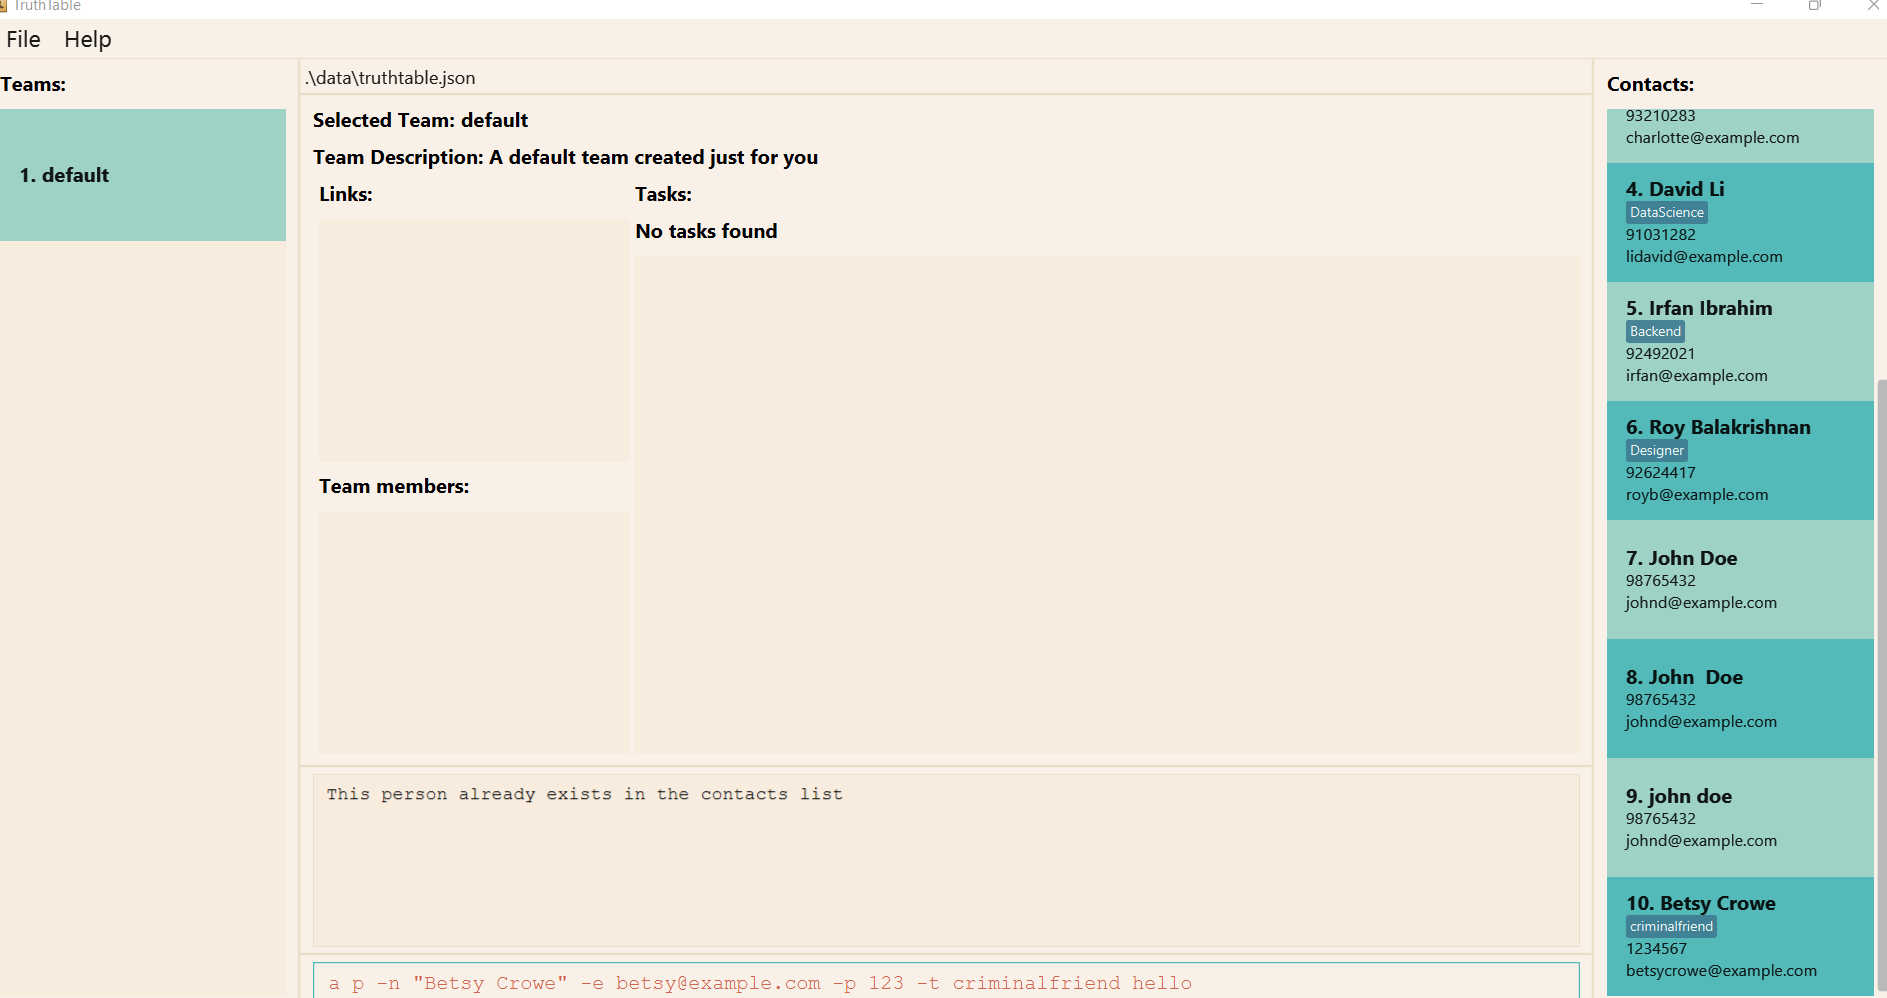 TruthTable
File Help
Teams:
1. default
.\data\truthtable.json
Selected Team: default
Team Description: A default team created just for you
Links:
Tasks:
No tasks found
Team members:
This person already exists in the contacts list
a p -n "Betsy Crowe" -e betsy@example.com -p 123 -t criminalfriend hello
Contacts:
93210283
charlotte@example.com
4. David Li
DataScience
91031282
lidavid@example.com
5. Irfan Ibrahim
Backend
92492021
irfan@example.com
6. Roy Balakrishnan
Designer
92624417
royb@example.com
7. John Doe
98765432
johnd@example.com
8. John  Doe
98765432
johnd@example.com
9. john doe
98765432
johnd@example.com
10. Betsy Crowe
criminalfriend
1234567
betsycrowe@example.com